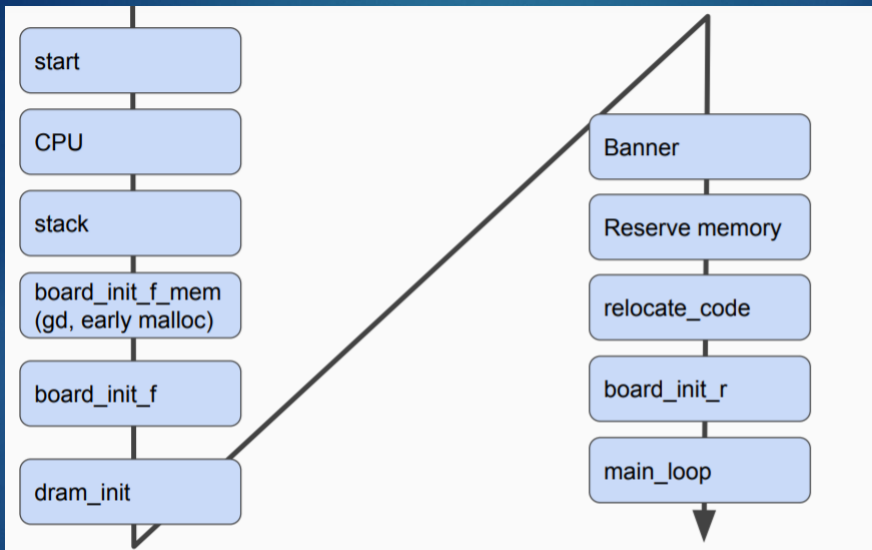 start
CPU
stack
board_init_f_mem
(gd, early malloc)
board_init_f
dram_init
Banner
Reserve memory
relocate_code
board_init_r
main_loop